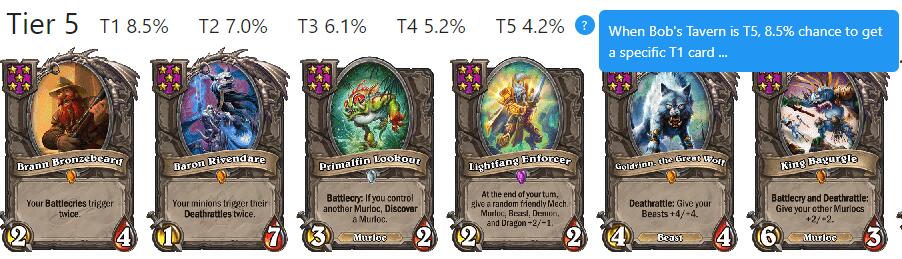 Tier 5 T1 8.5% T2 7.0% T3 6.1% T4 5.2% T5 4.2% ?
When Bob's Tavern is T5, 8.5% chance to get
a specific T1 card ...
Brann Bronzebeard
Your Battlecries trigger
twice.
2 4
Baron Rivendare
Your minions trigger their
Deathrattles twice.
1 7
Primalfin Lookout
Battlecry: If you control
another Murloc, Discover
a Murloc.
Murloc
3 2
Lightfang Enforcer
At the end of your turn,
give a random friendly Mech,
Murloc, Beast, Demon,
and Dragon +2/+1.
2 2
Goldrinn, the Great Wolf
Deathrattle: Give your
Beasts +4/+4.
Beast
4 4
King Bagurgle
Battlecry and Deathrattle:
Give your other Murlocs
+2/+2.
Murloc
6 3